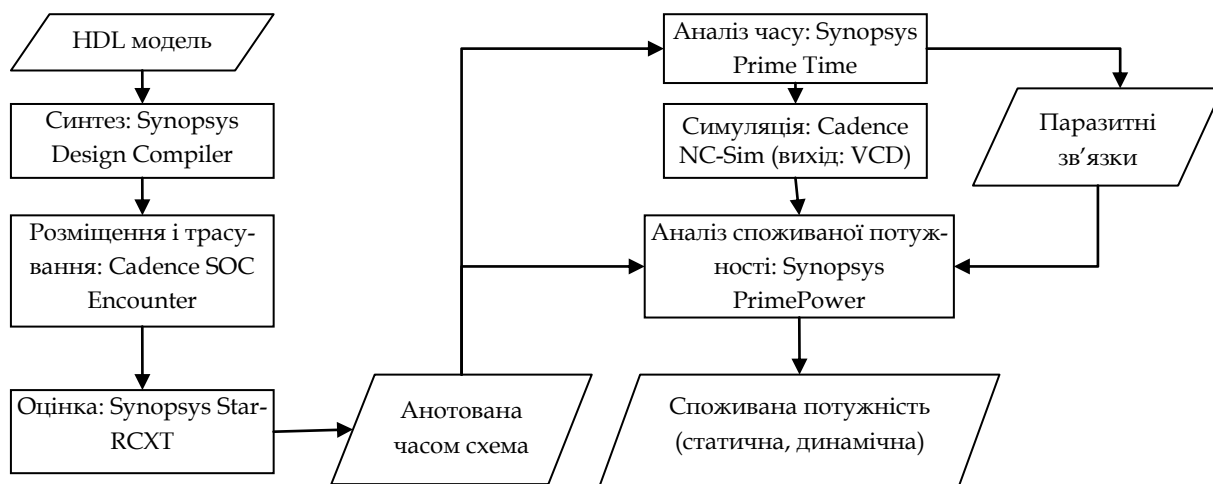 HDL модель
Синтез: Synopsys
Design Compiler
Розміщення і трасу-
вання: Cadence SOC
Encounter
Оцінка: Synopsys Star-
RCXT
Анотована
часом схема
Аналіз часу: Synopsys
Prime Time
Симуляція: Cadence
NC-Sim (вихід: VCD)
Паразитні
зв’язки
Аналіз споживаної потуж-
ності: Synopsys
PrimePower
Споживана потужність
(статична, динамічна)